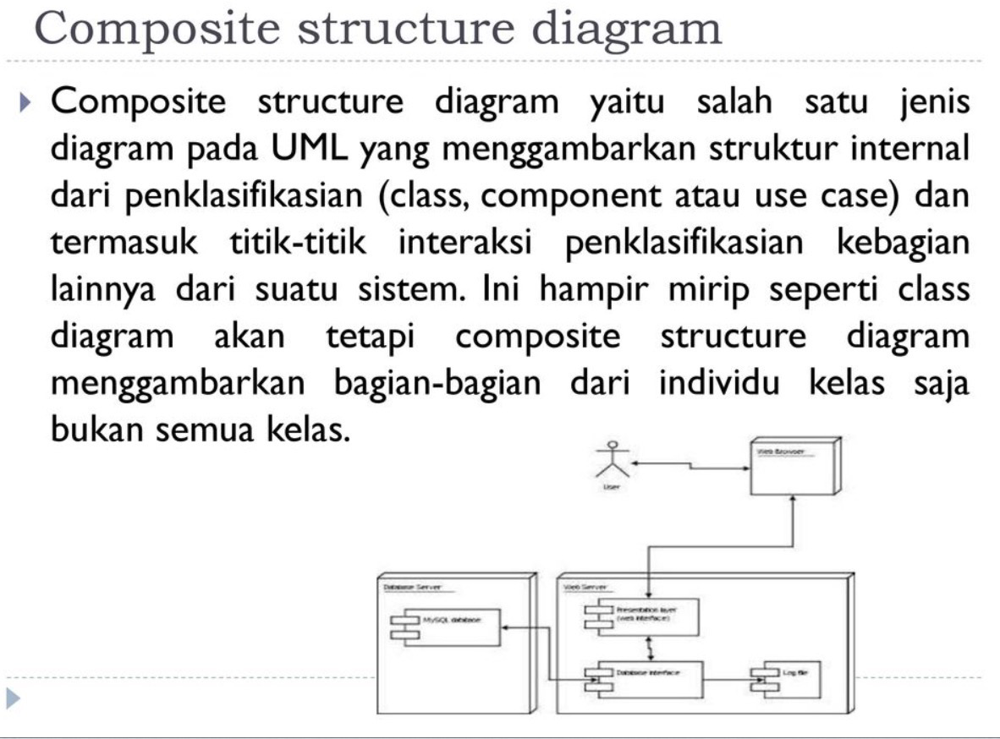 Composite structure diagram
Composite structure diagram yaitu salah satu jenis
diagram pada UML yang menggambarkan struktur internal
dari penklasifikasian (class, component atau use case) dan
termasuk titik-titik interaksi penklasifikasian kebagian
lainnya dari suatu sistem. Ini hampir mirip seperti class
diagram akan tetapi composite structure diagram
menggambarkan bagian-bagian dari individu kelas saja
bukan semua kelas.
User
Web Browser
Database Server
MySQL database
Web Server
Presentation layer
(web interface)
Database interface
Log file